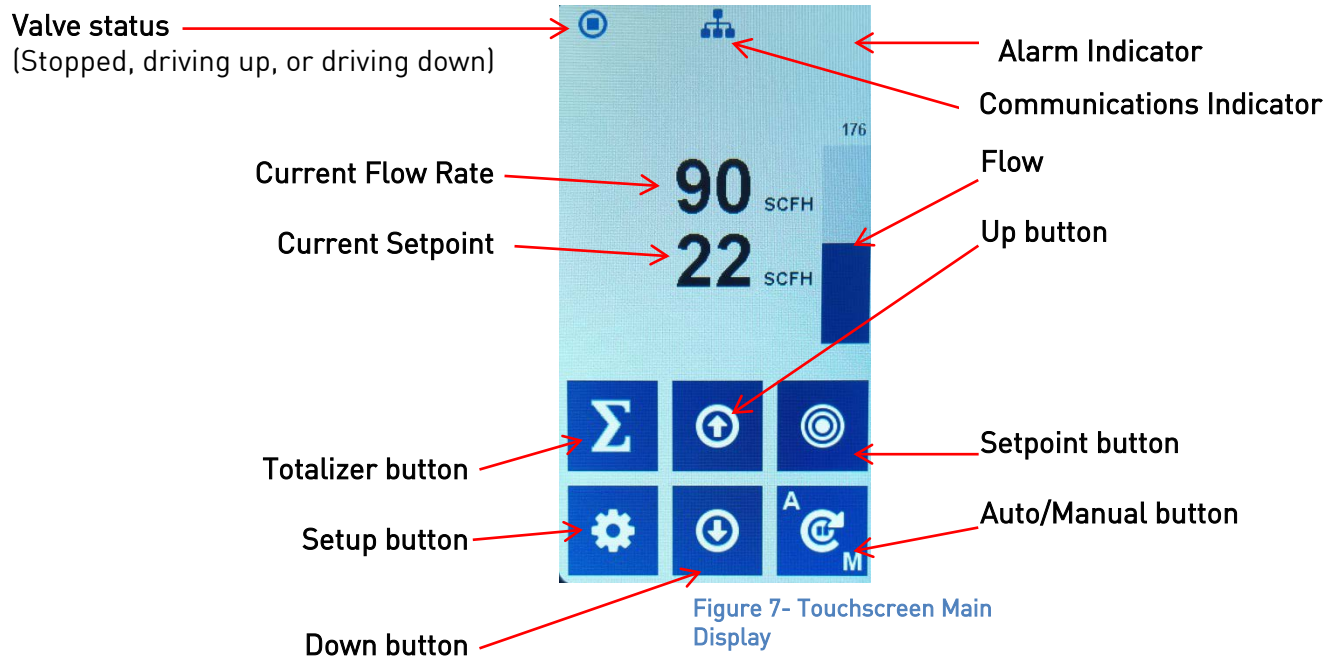 Valve status
(Stopped, driving up, or driving down)
Alarm Indicator
Communications Indicator
176
Flow
Current Flow Rate
90 SCFH
Up button
Current Setpoint
22 SCFH
Σ
Setpoint button
Totalizer button
A
Auto/Manual button
Setup button
M
Figure 7- Touchscreen Main
Display
Down button